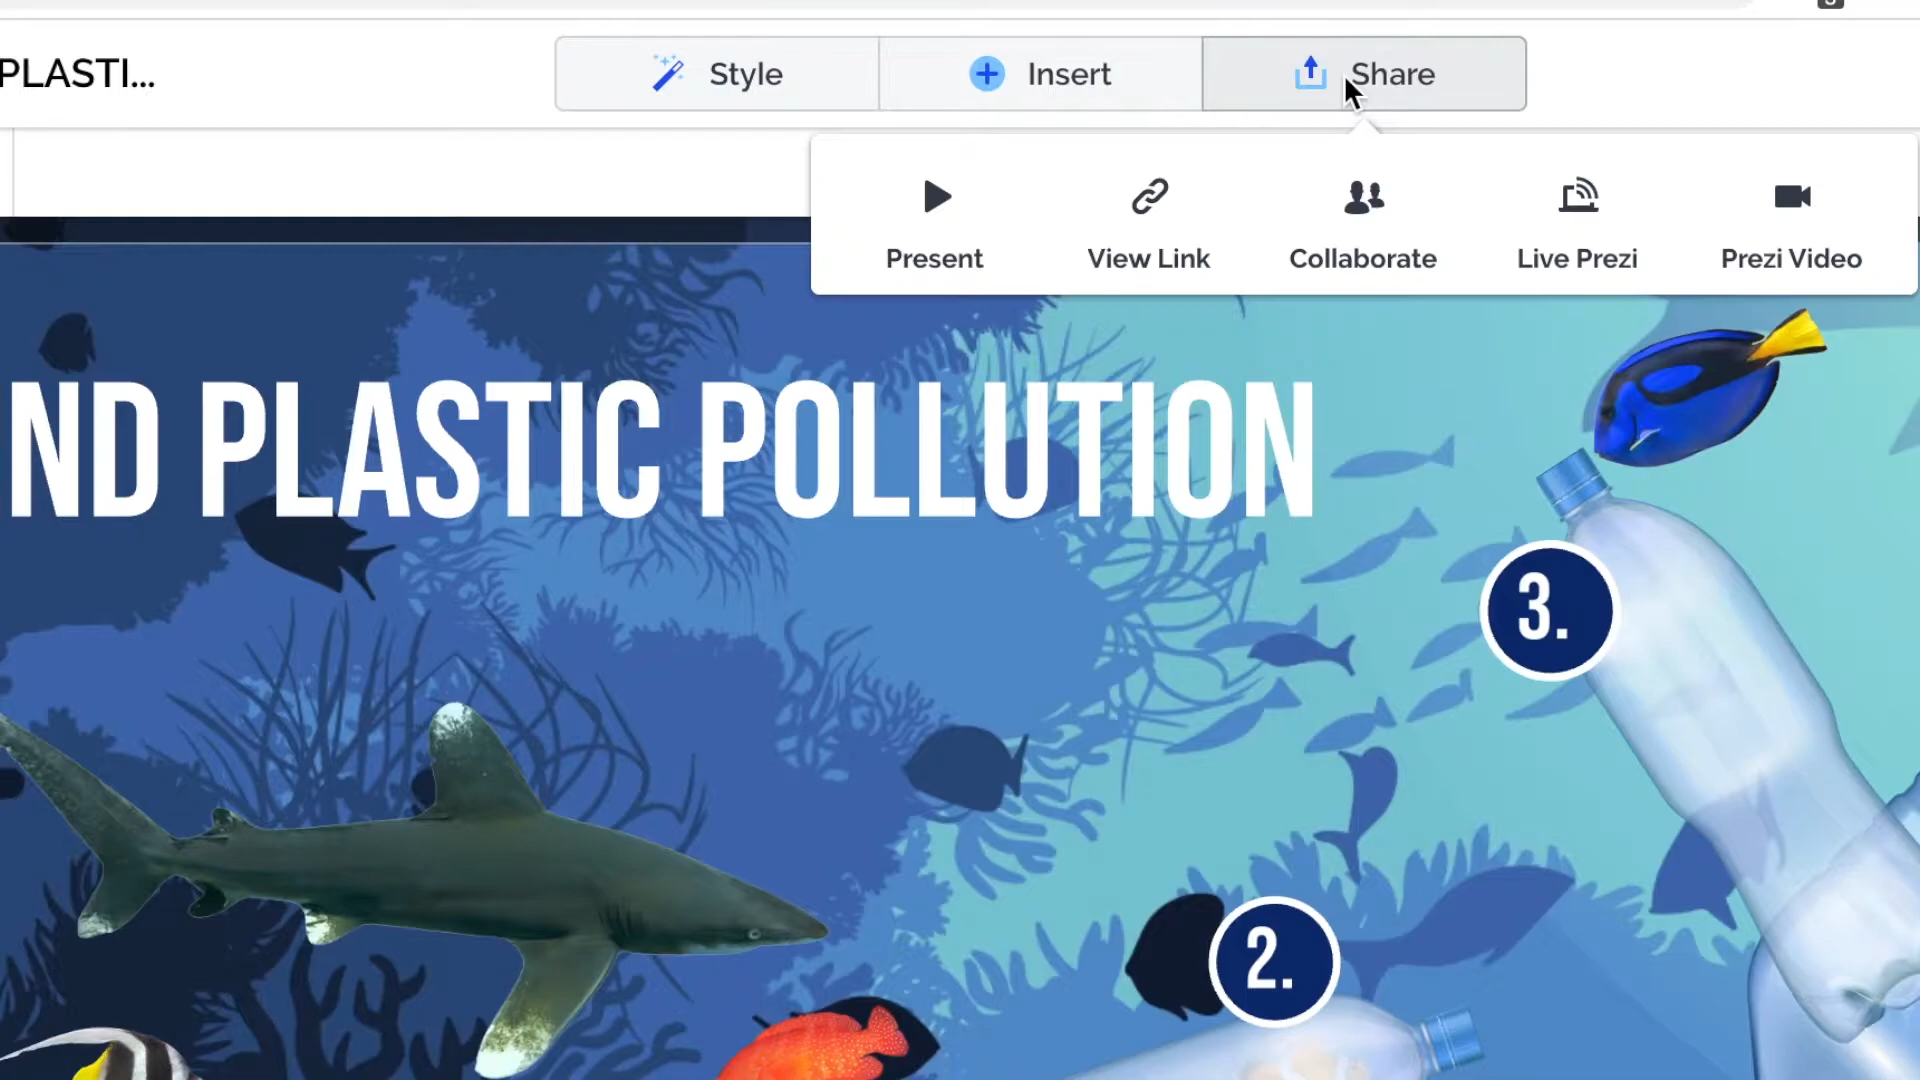 PLASTI...
Style
Insert
Share
Present
View Link
Collaborate
Live Prezi
Prezi Video
ND PLASTIC POLLUTION
3.
2.